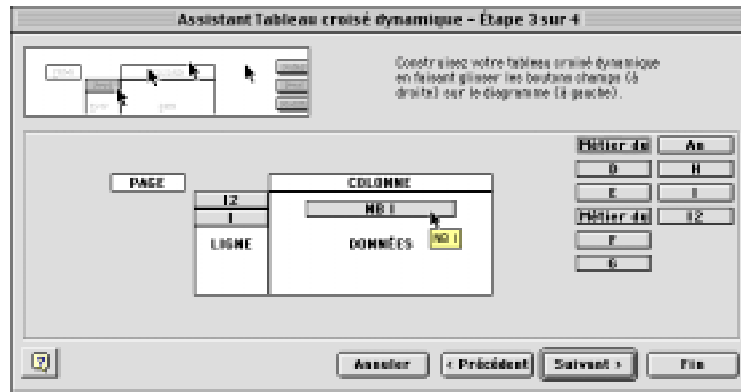 Assistant Tableau croisé dynamique – Étape 3 sur 4
Construisez votre tableau croisé dynamique
en faisant glisser les boutons champs (à
droite) sur le diagramme (à gauche).
PAGE
COLONNE
I2
I
LIGNE
NB I
DONNÉES
NB I
Métier du
An
D
H
E
I
Métier du
I2
F
G
Annuler
< Précédent
Suivant >
Fin